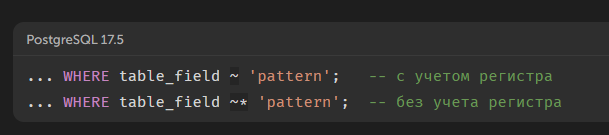 PostgreSQL 17.5
... WHERE table_field ~ 'pattern';   -- с учетом регистра
... WHERE table_field ~* 'pattern';  -- без учета регистра